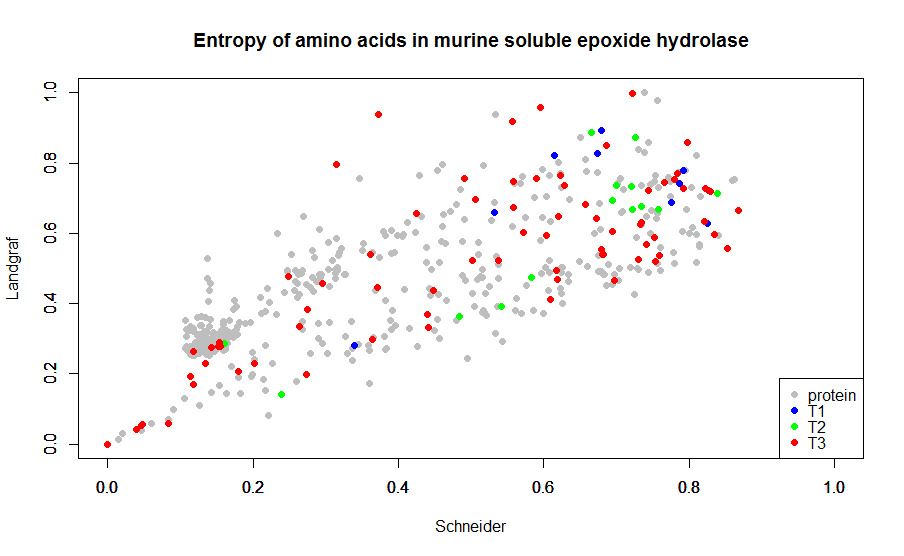 Entropy of amino acids in murine soluble epoxide hydrolase
Landgraf
1.0
0.8
0.6
0.4
0.2
0.0
protein
T1
T2
T3
0.0 0.2 0.4 0.6 0.8 1.0
Schneider